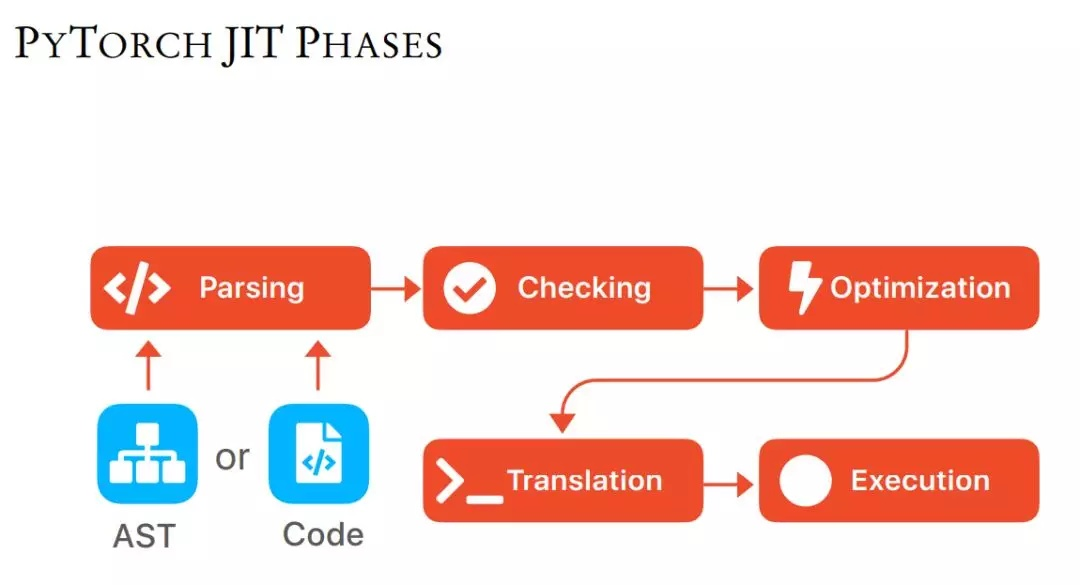 PYTORCH JIT PHASES
Parsing
Checking
Optimization
AST
or
Code
Translation
Execution